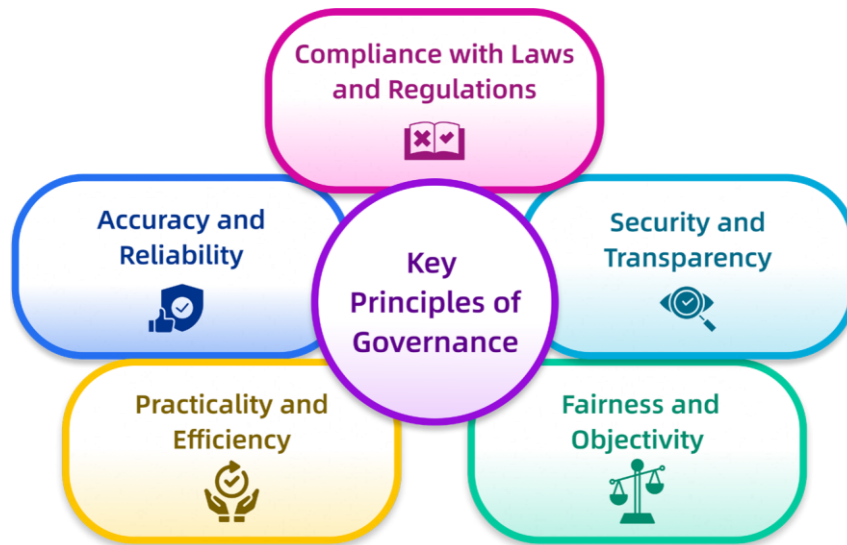 Compliance with Laws
and Regulations
Accuracy and
Reliability
Key
Principles of
Governance
Security and
Transparency
Practicality and
Efficiency
Fairness and
Objectivity